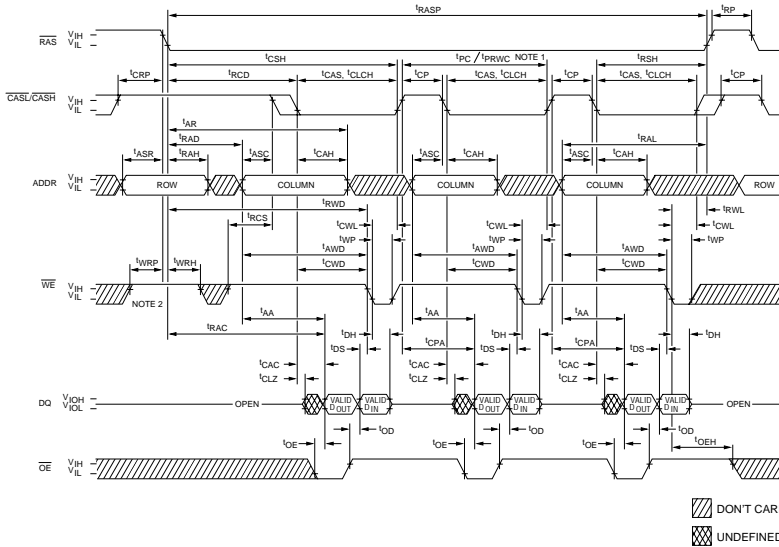 tRASP
tRP
RAS VIH
VIL
tCSH
tPC / tPRWC NOTE 1
tRSH
tCRP
tRCD
tCAS, tCLCH
tCP
tCAS, tCLCH
tCP
tCAS, tCLCH
tCP
CASL/CASH VIH
VIL
tAR
tRAD
tRAL
tASR
tRAH
tASC
tCAH
tASC
tCAH
tASC
tCAH
ADDR VIH
VIL
ROW
COLUMN
COLUMN
COLUMN
ROW
tRWD
tRWL
tRCS
tCWL
tCWL
tCWL
tWP
tWP
tWP
tWRP
tWRH
tAWD
tAWD
tAWD
tCWD
tCWD
tCWD
WE VIH
VIL
NOTE 2
tAA
tAA
tAA
tRAC
tDH
tCPA
tDH
tCPA
tDH
tCAC
tDS
tCAC
tDS
tCAC
tDS
tCLZ
tCLZ
tCLZ
DQ VIOH
VIOL
OPEN
VALID DOUT
VALID DIN
VALID DOUT
VALID DIN
VALID DOUT
VALID DIN
OPEN
tOE
tOD
tOE
tOD
tOE
tOD
tOEH
OE VIH
VIL
DON'T CAR
UNDEFINED